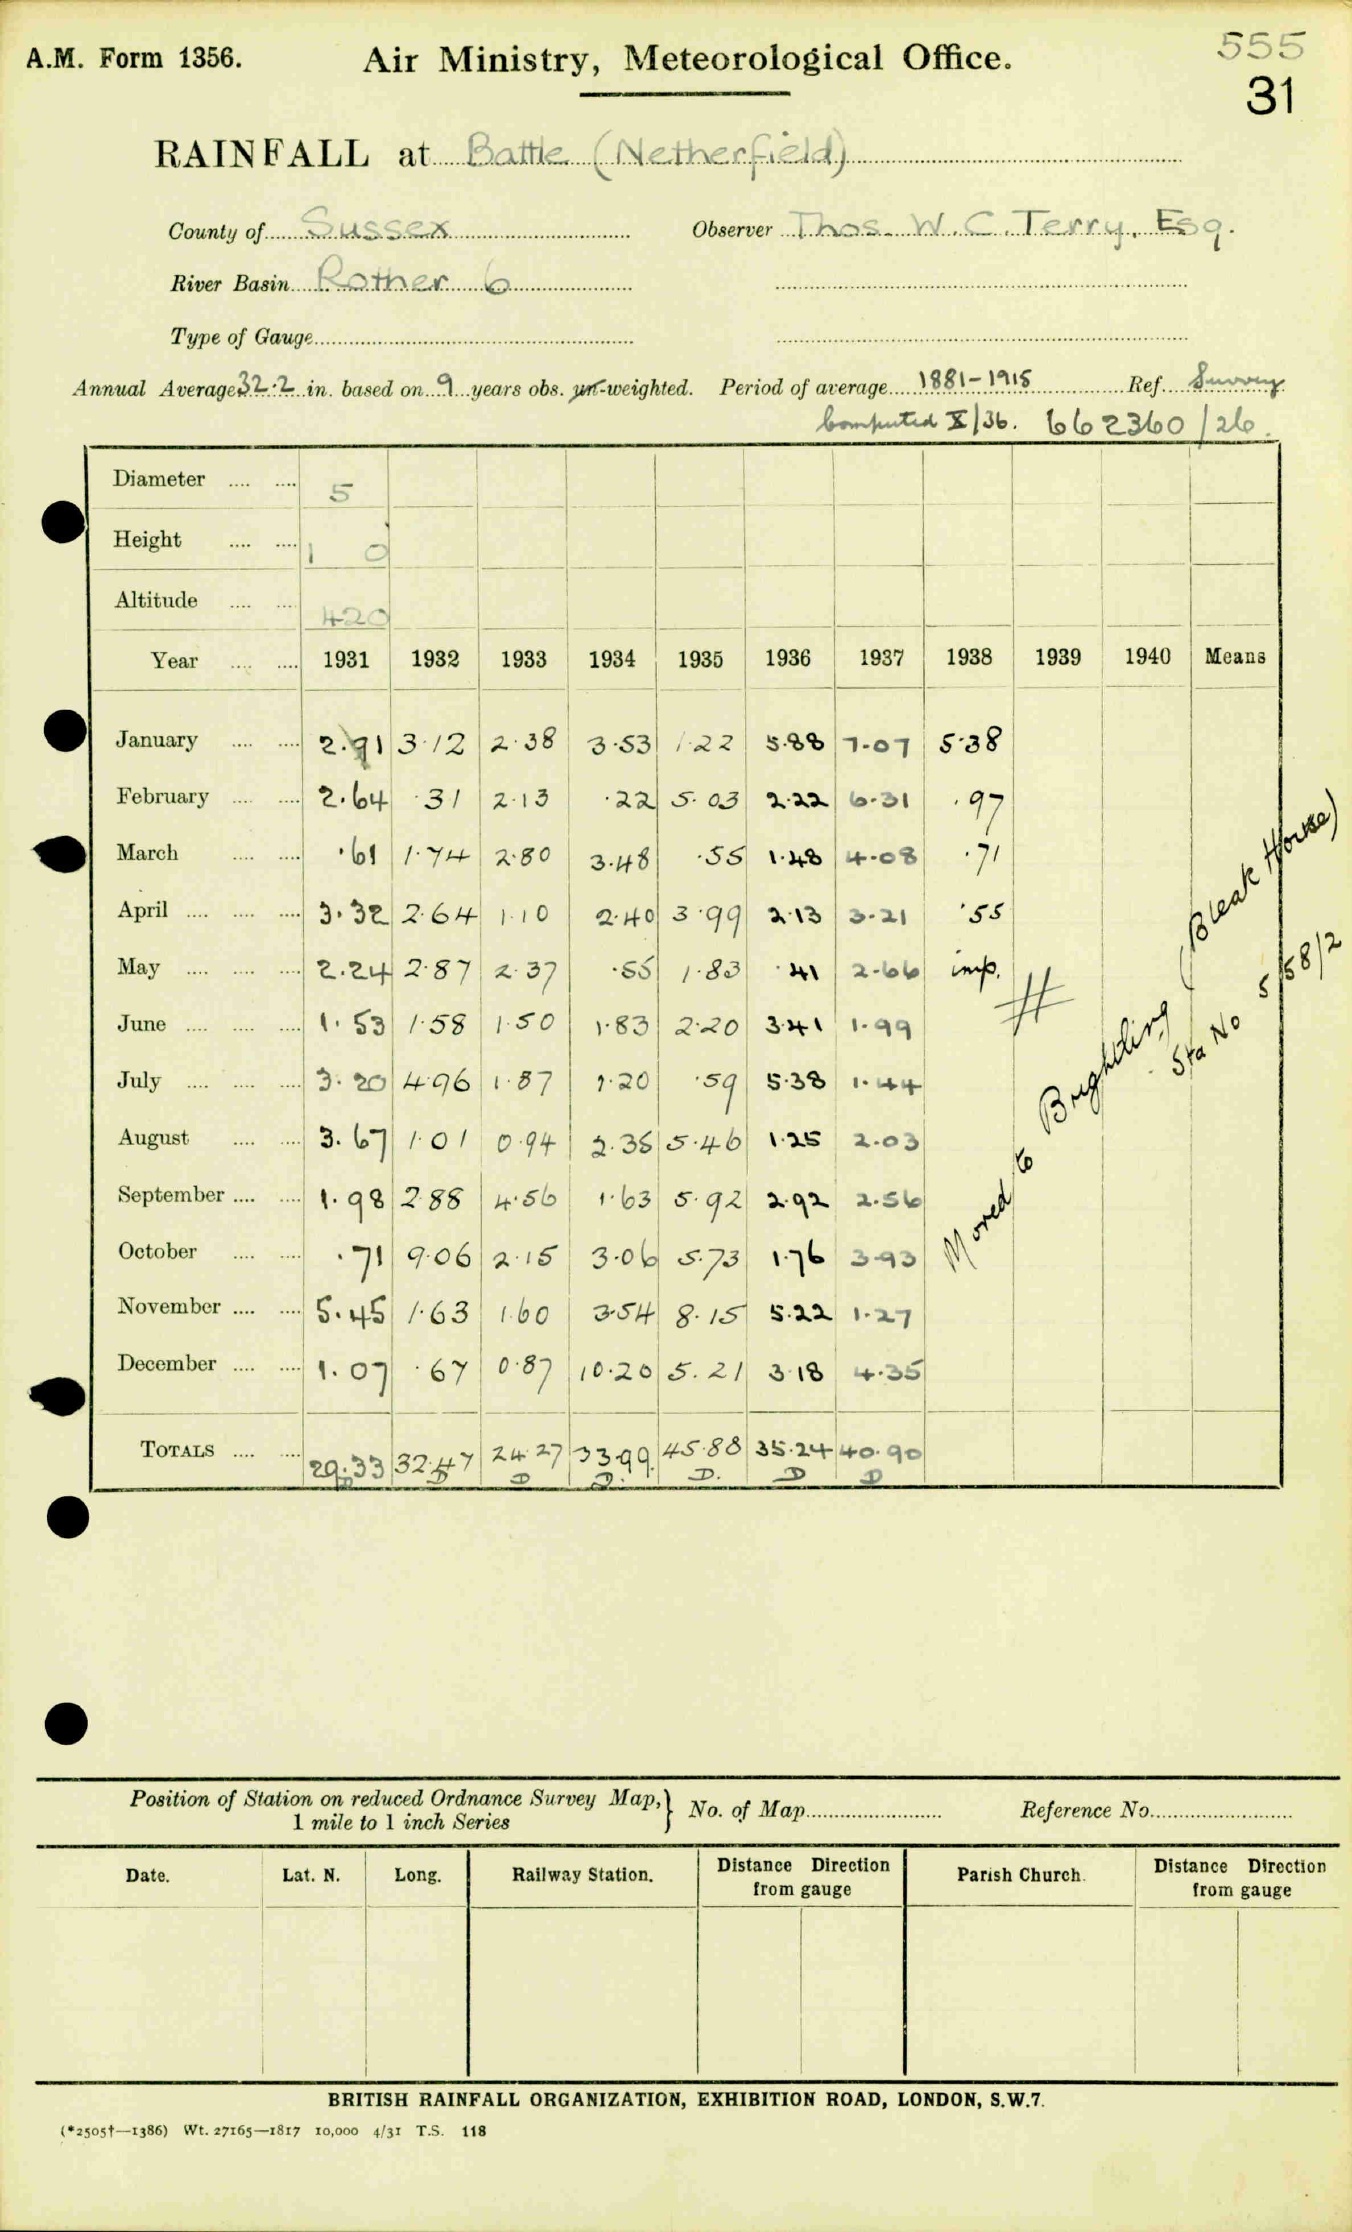 555
A.M. Form 1356. Air Ministry, Meteorological Office.
31
RAINFALL at Battle (Netherfield)
County of Sussex Observer Thos. W. C. Terry, Esq.
River Basin Rother 6
Type of Gauge
Annual Average 32.2 in. based on 9 years obs. un-weighted. Period of average 1881-1915 Ref. Survey
Computed X/36. 662360/26.
Diameter .... .... 5
Height .... .... 1 0
Altitude .... .... 420
Year .... .... 1931 1932 1933 1934 1935 1936 1937 1938 1939 1940 Means
January .... .... 2.91 3.12 2.38 3.53 1.22 5.88 7.07 5.38
February .... .... 2.64 .31 2.13 .22 5.03 2.22 6.31 .97
March .... .... .61 1.74 2.80 3.48 .55 1.48 4.08 .71
April .... .... .... 3.32 2.64 1.10 2.40 3.99 2.13 3.21 .55
May .... .... .... 2.24 2.87 2.37 .55 1.83 .41 2.66 imp.
June .... .... .... 1.53 1.58 1.50 1.83 2.20 3.41 1.99
July .... .... .... 3.20 4.96 1.87 1.20 .59 5.38 1.44
August .... .... 3.67 1.01 0.94 2.35 5.46 1.25 2.03
September .... .... 1.98 2.88 4.56 1.63 5.92 2.92 2.56
October .... .... .71 9.06 2.15 3.06 5.73 1.76 3.93
November .... .... 5.45 1.63 1.60 3.54 8.15 5.22 1.27
December .... .... 1.07 .67 0.87 10.20 5.21 3.18 4.35
TOTALS .... .... 29.33 32.47 24.27 33.99 45.88 35.24 40.90
D D D D. D. D D
#
Moved to Brightling (Bleak House)
Sta No 558/2
Position of Station on reduced Ordnance Survey Map, } No. of Map Reference No.
1 mile to 1 inch Series
Date. Lat. N. Long. Railway Station. Distance Direction Parish Church. Distance Direction
from gauge from gauge
BRITISH RAINFALL ORGANIZATION, EXHIBITION ROAD, LONDON, S.W.7.
(*2505†—1386) Wt. 27165—1817 10,000 4/31 T.S. 118